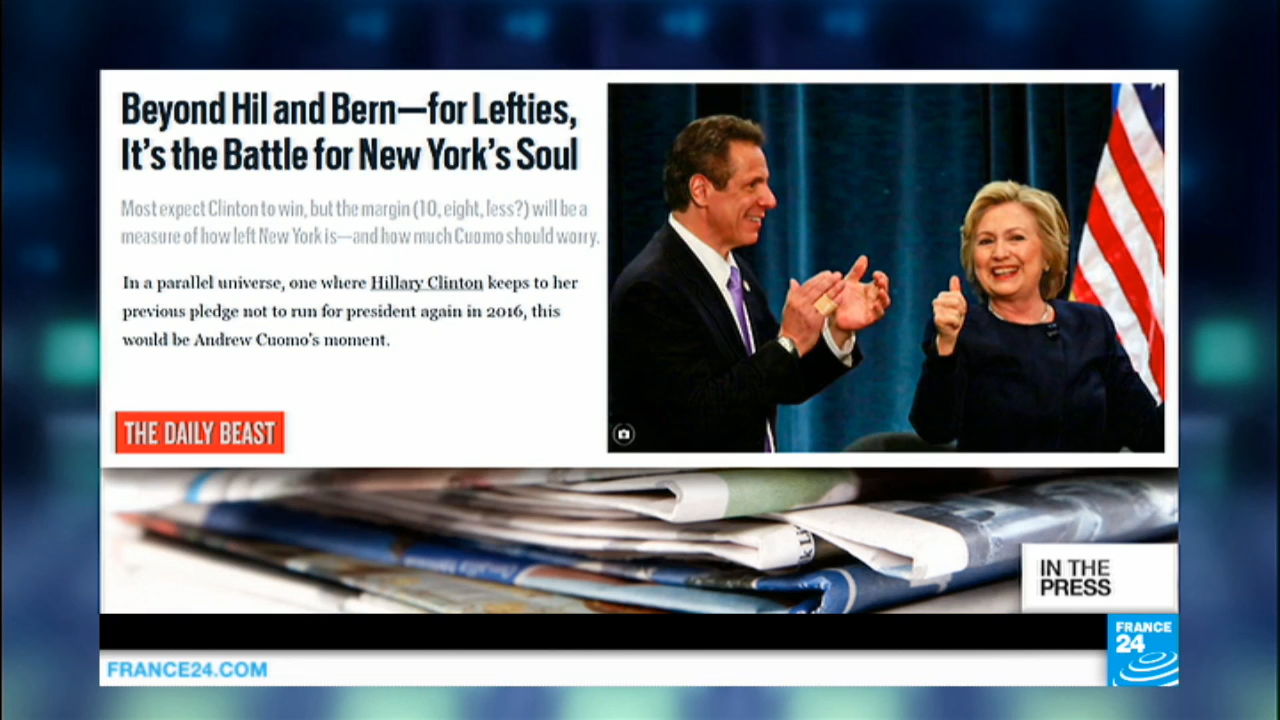 Beyond Hil and Bern—for Lefties,
It's the Battle for New York's Soul
Most expect Clinton to win, but the margin (10, eight, less?) will be a
measure of how left New York is—and how much Cuomo should worry.
In a parallel universe, one where Hillary Clinton keeps to her
previous pledge not to run for president again in 2016, this
would be Andrew Cuomo's moment.
THE DAILY BEAST
IN THE
PRESS
FRANCE
24
FRANCE24.COM